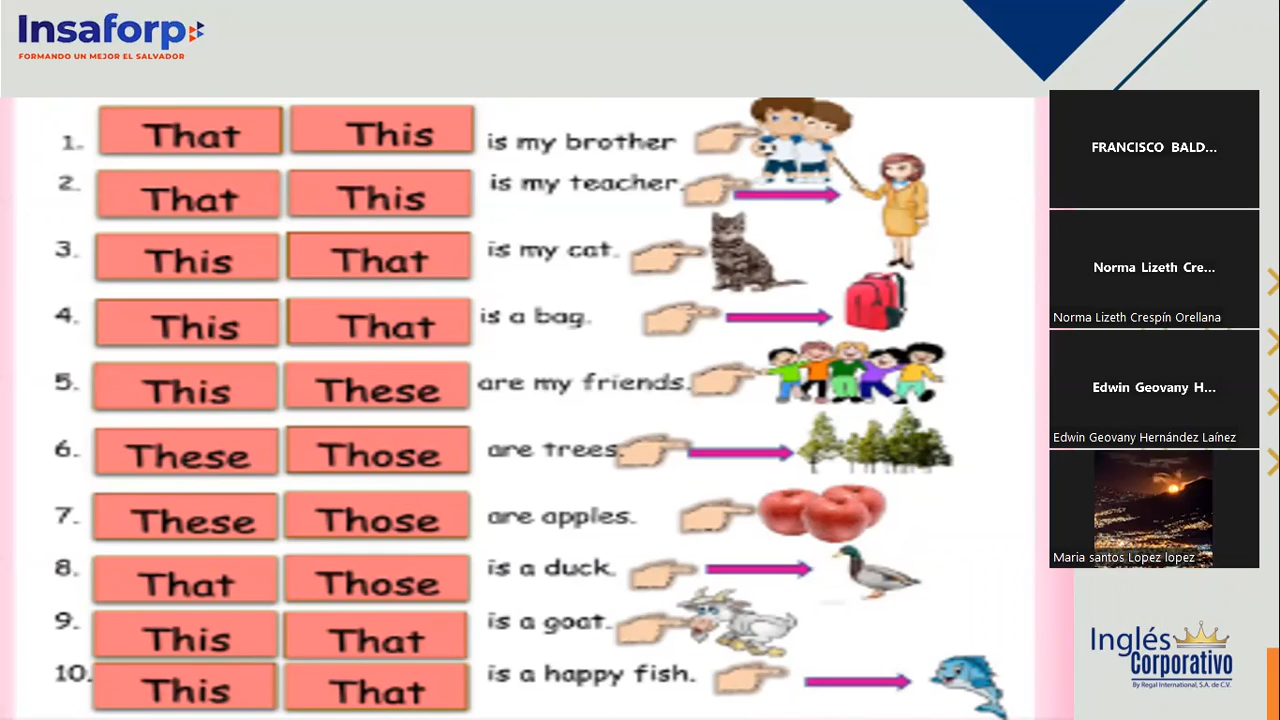 Insaforp
FORMANDO UN MEJOR EL SALVADOR
1. That This is my brother
2. That This is my teacher.
3. This That is my cat.
4. This That is a bag.
5. This These are my friends.
6. These Those are trees
7. These Those are apples.
8. That Those is a duck.
9. This That is a goat.
10. This That is a happy fish.
FRANCISCO BALD...
Norma Lizeth Cre...
Norma Lizeth Crespín Orellana
Edwin Geovany H...
Edwin Geovany Hernández Laínez
Maria santos Lopez lopez
Inglés
Corporativo
By Regal International, S.A. de C.V.